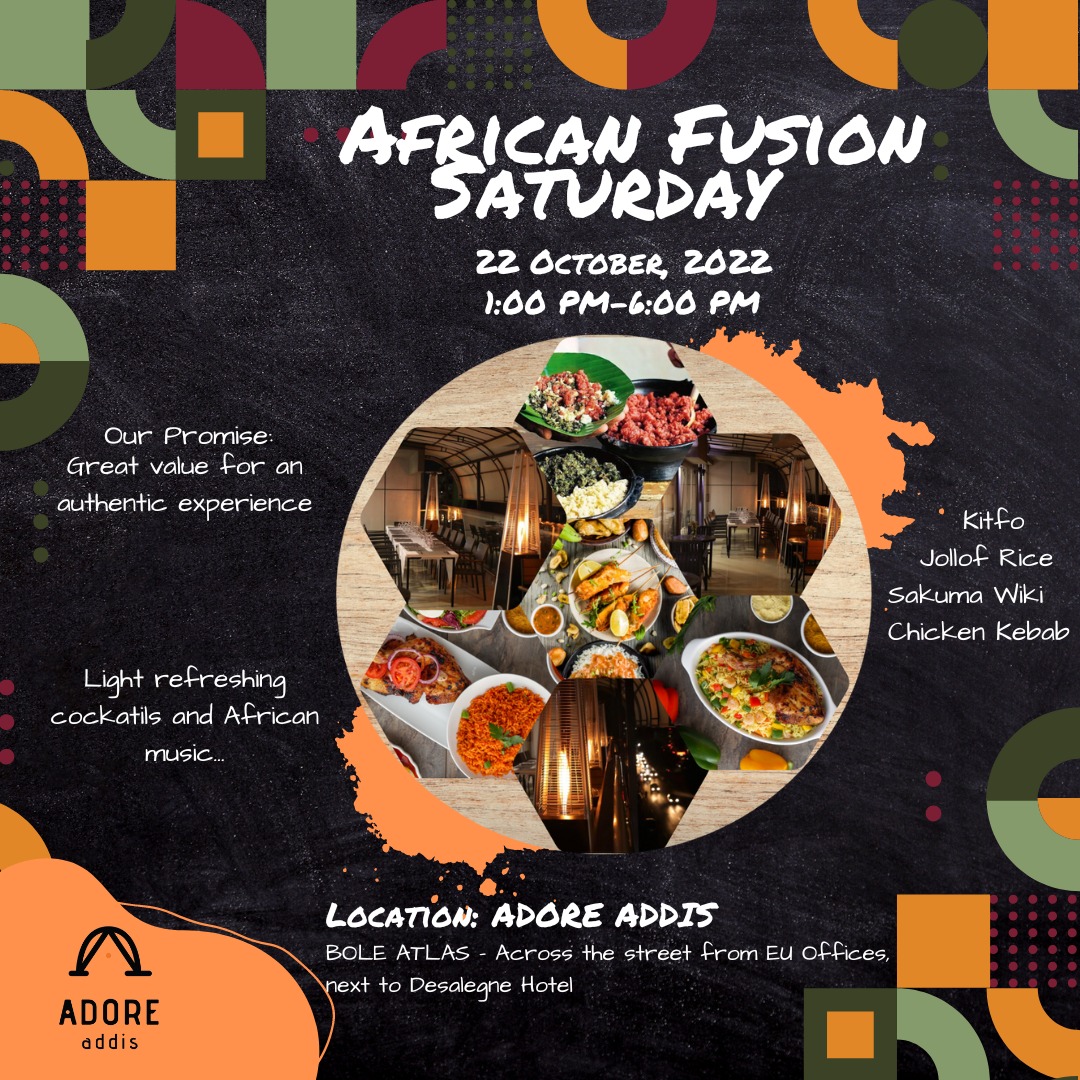 African Fusion
Saturday
22 October, 2022
1:00 PM-6:00 PM
Our Promise:
Great value for an
authentic experience
Kitfo
Jollof Rice
Sakuma Wiki
Chicken Kebab
Light refreshing
cockatils and African
music...
Location: ADORE ADDIS
BOLE ATLAS - Across the street from EU Offices,
next to Desalegne Hotel
ADORE
addis